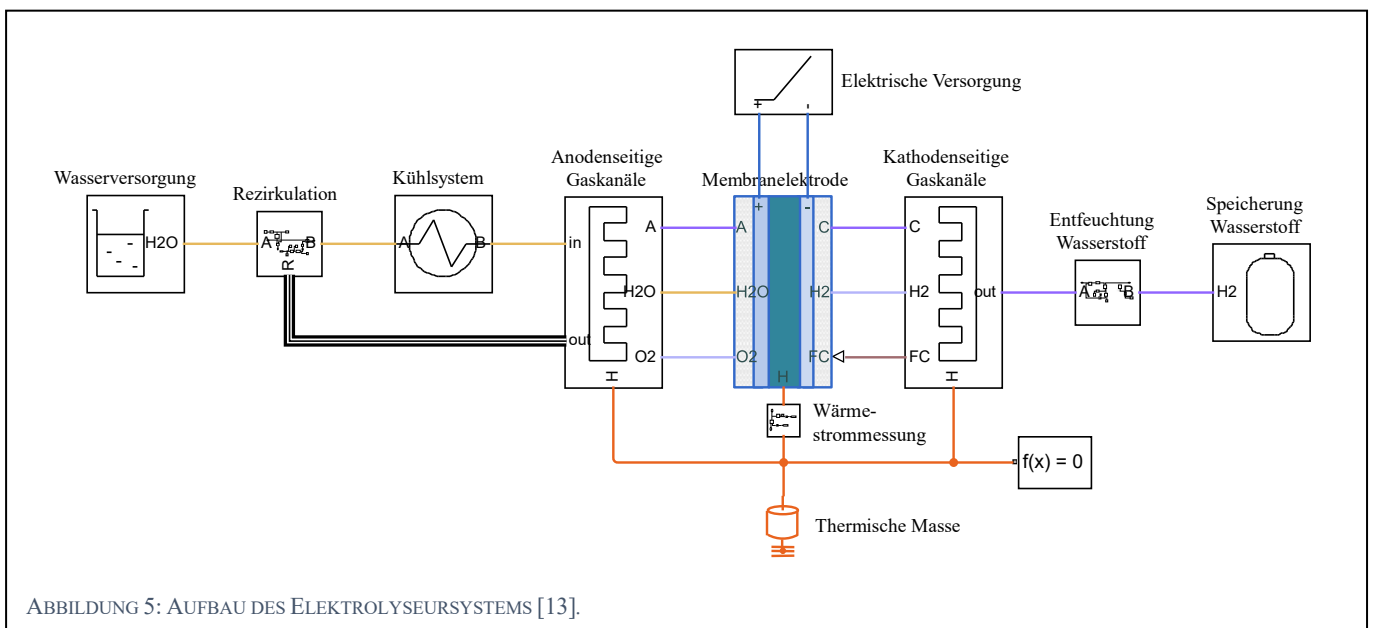 Elektrische Versorgung
+
-
Wasserversorgung
H2O
Rezirkulation
A
B
R
Kühlsystem
A
B
Anodenseitige
Gaskanäle
in
out
A
H2O
O2
H
Membranelektrode
+
-
A
H2O
O2
C
H2
FC
H
Kathodenseitige
Gaskanäle
C
H2
FC
out
H
Entfeuchtung
Wasserstoff
A
B
Speicherung
Wasserstoff
H2
Wärme-
strommessung
f(x) = 0
Thermische Masse
ABBILDUNG 5: AUFBAU DES ELEKTROLYSEURSYSTEMS [13].